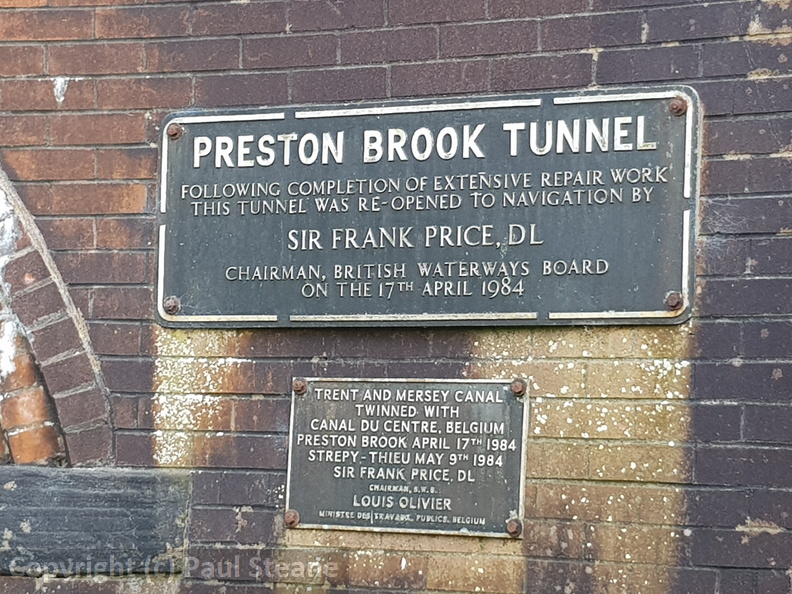 PRESTON BROOK TUNNEL
FOLLOWING COMPLETION OF EXTENSIVE REPAIR WORK
THIS TUNNEL WAS RE-OPENED TO NAVIGATION BY
SIR FRANK PRICE, DL
CHAIRMAN, BRITISH WATERWAYS BOARD
ON THE 17TH APRIL 1984
TRENT AND MERSEY CANAL
TWINNED WITH
CANAL DU CENTRE, BELGIUM
PRESTON BROOK APRIL 17TH 1984
STREPY - THIEU MAY 9TH 1984
SIR FRANK PRICE, DL
CHAIRMAN, B.W.B.
LOUIS OLIVIER
MINISTRE DES TRAVAUX PUBLICS, BELGIUM
Copyright (c) Paul Steane